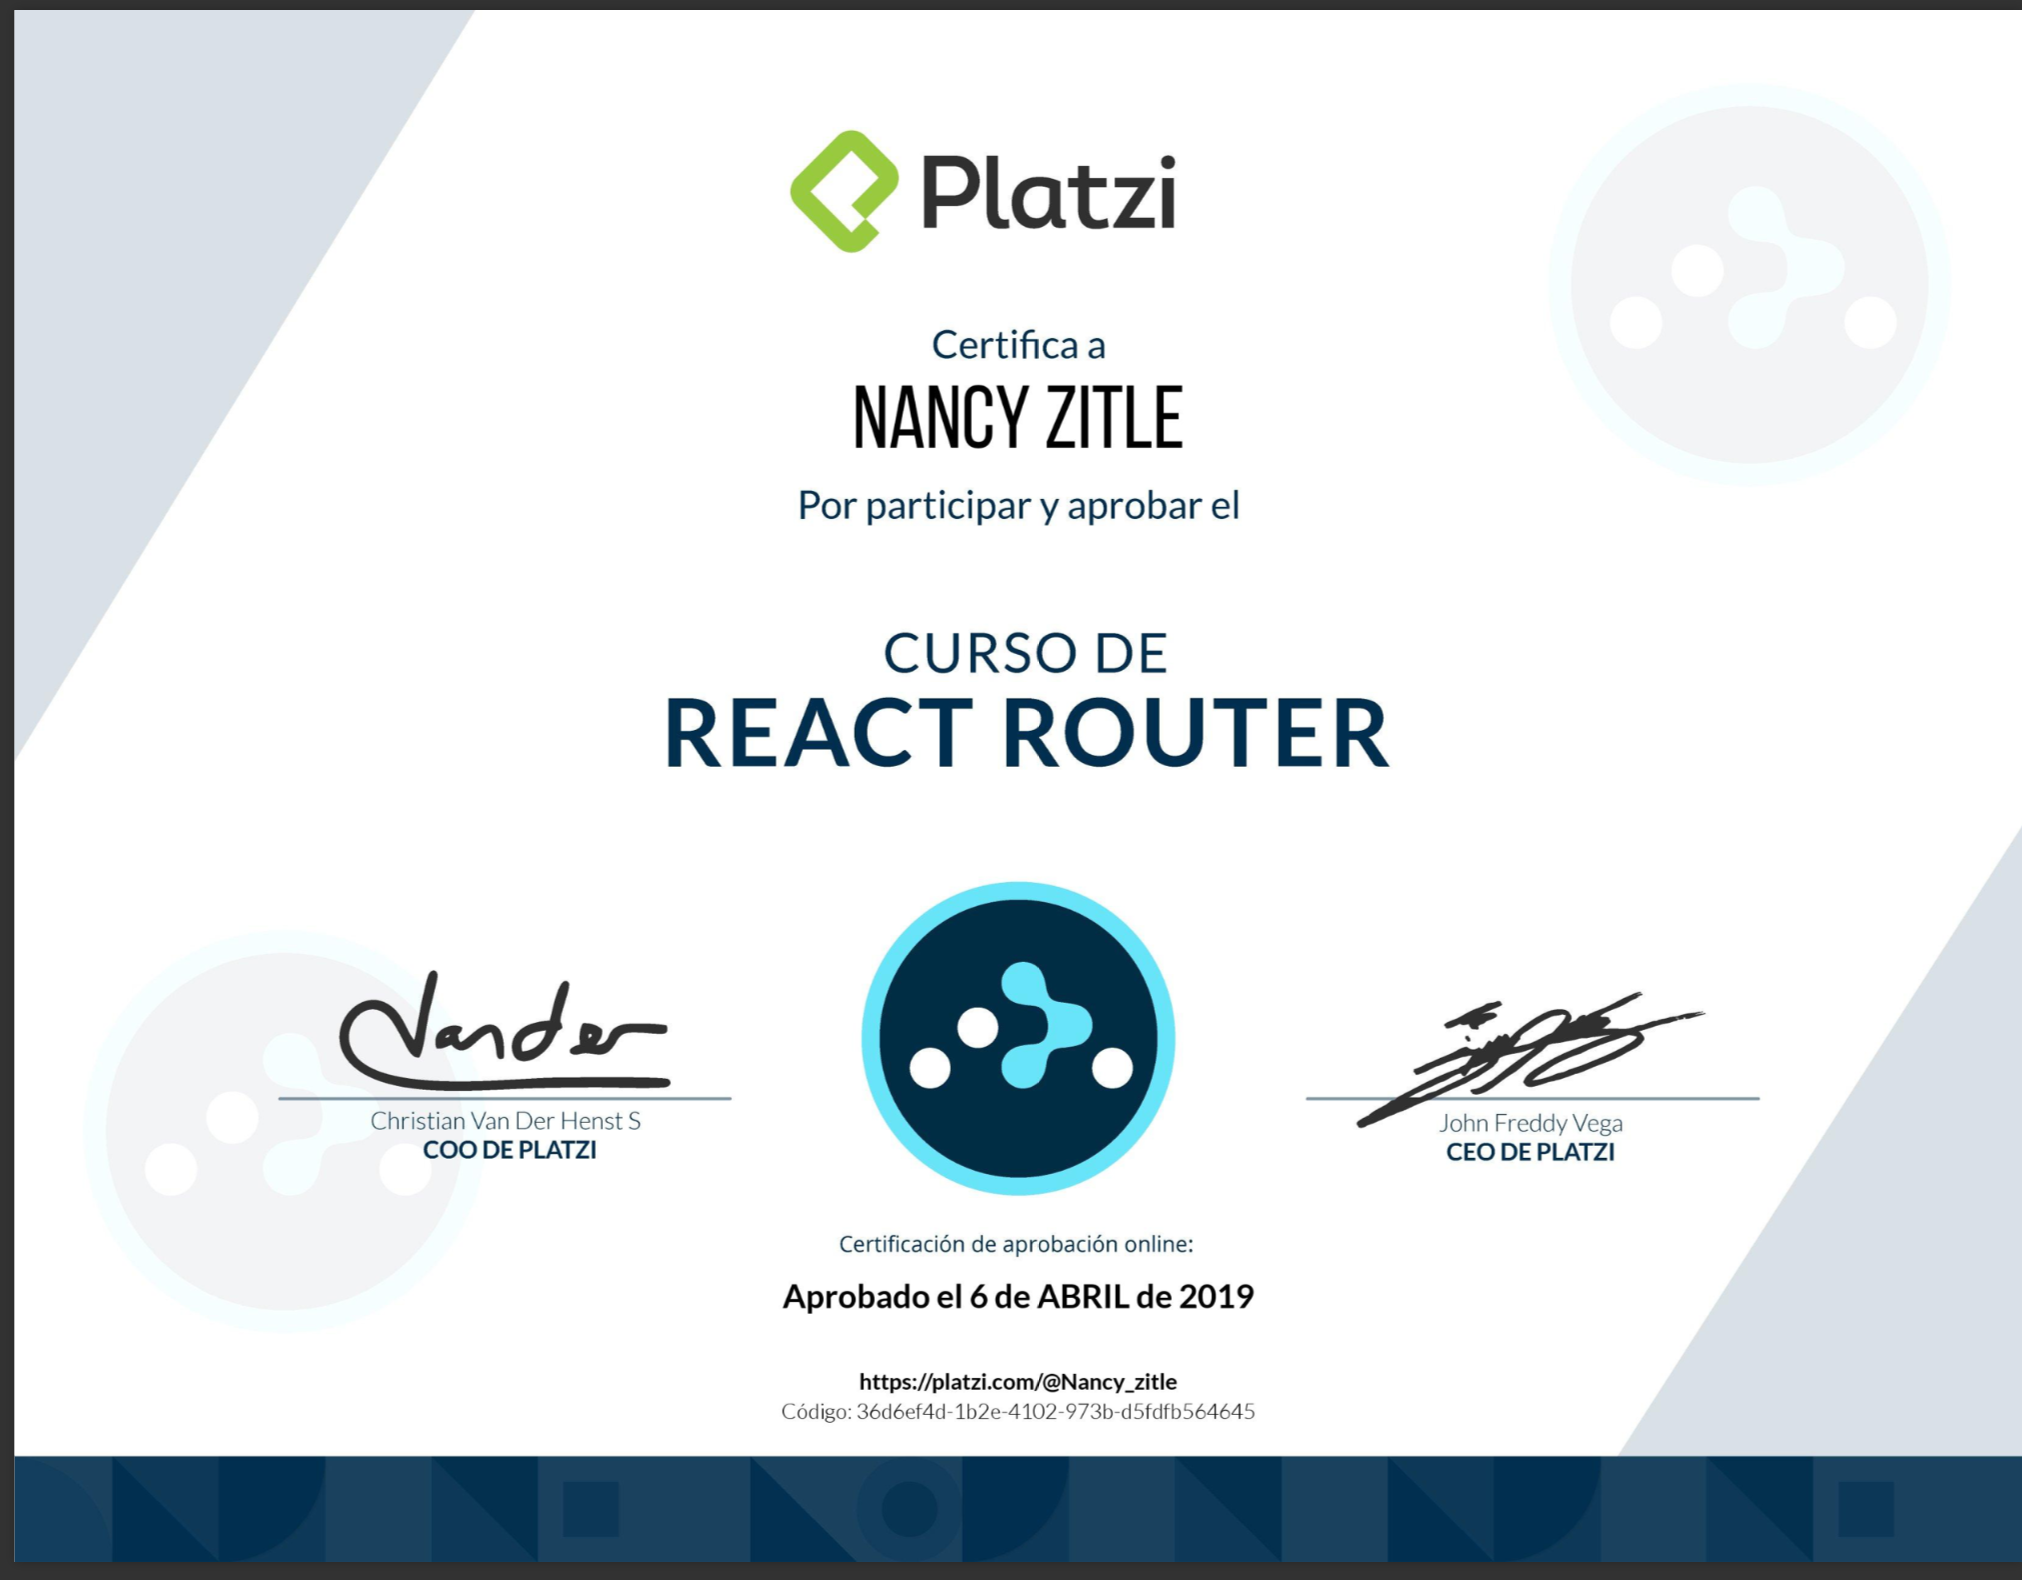 Platzi
Certifica a
NANCY ZITLE
Por participar y aprobar el
CURSO DE
REACT ROUTER
Vander
Christian Van Der Henst S
COO DE PLATZI
John Freddy Vega
CEO DE PLATZI
Certificación de aprobación online:
Aprobado el 6 de ABRIL de 2019
https://platzi.com/@Nancy_zitle
Código: 36d6ef4d-1b2e-4102-973b-d5fdfb564645